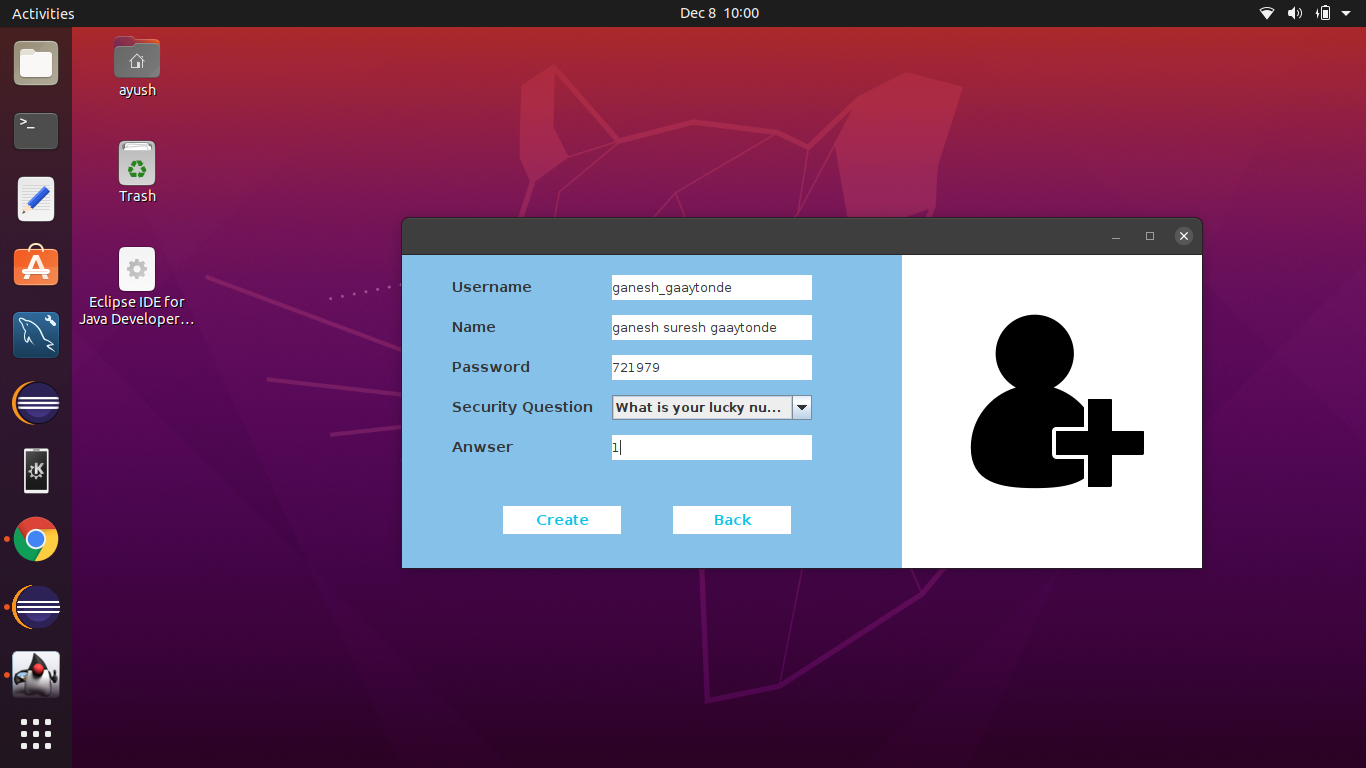 Activities
Dec 8 10:00
ayush
Trash
Eclipse IDE for
Java Developer...
>_
A
K
Username
ganesh_gaaytonde
Name
ganesh suresh gaaytonde
Password
721979
Security Question
What is your lucky nu...
Anwser
1
Create
Back